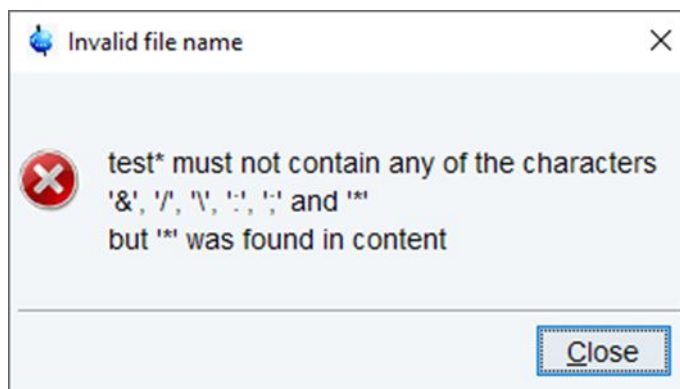 Invalid file name
test* must not contain any of the characters
'&', '/', '\', ':', ';' and '*'
but '*' was found in content
Close